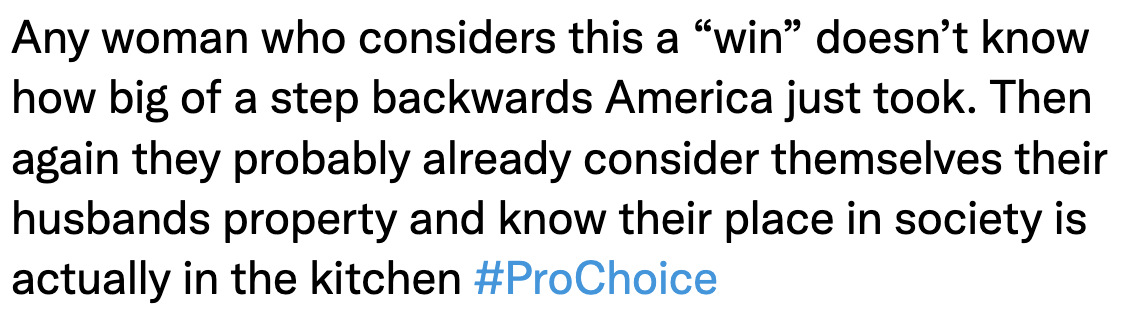 Any woman who considers this a “win” doesn’t know
how big of a step backwards America just took. Then
again they probably already consider themselves their
husbands property and know their place in society is
actually in the kitchen #ProChoice